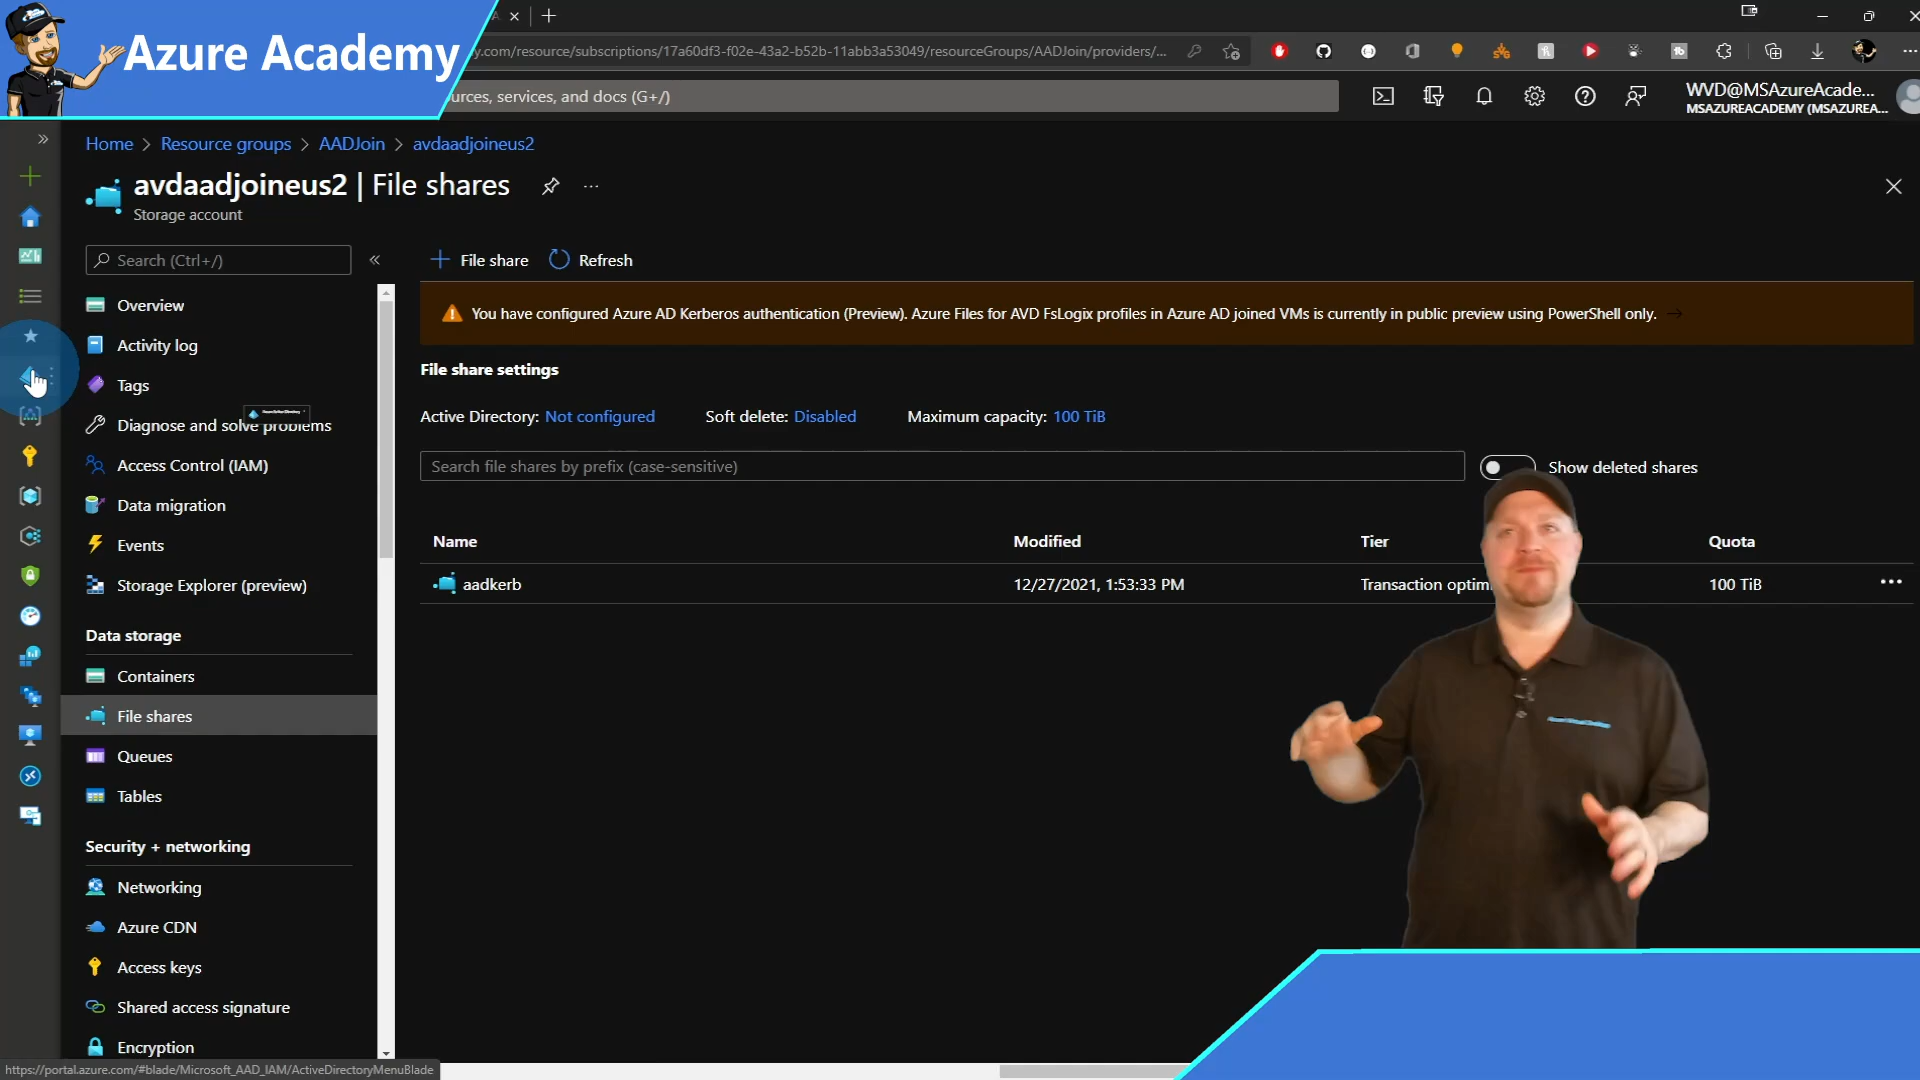 Azure Academy
.com/resource/subscriptions/17a60df3-f02e-43a2-b52b-11abb3a53049/resourceGroups/AADJoin/providers/...
urces, services, and docs (G+/)
WVD@MSAzureAcade...
MSAZUREACADEMY (MSAZUREA...
Home > Resource groups > AADJoin > avdaadjoineus2
avdaadjoineus2 | File shares
Storage account
Search (Ctrl+/)
File share
Refresh
You have configured Azure AD Kerberos authentication (Preview). Azure Files for AVD FsLogix profiles in Azure AD joined VMs is currently in public preview using PowerShell only.
File share settings
Active Directory: Not configured
Soft delete: Disabled
Maximum capacity: 100 TiB
Search file shares by prefix (case-sensitive)
Show deleted shares
Name Modified Tier Quota
aadkerb 12/27/2021, 1:53:33 PM Transaction optim 100 TiB
Overview
Activity log
Tags
Diagnose and solve problems
Access Control (IAM)
Data migration
Events
Storage Explorer (preview)
Data storage
Containers
File shares
Queues
Tables
Security + networking
Networking
Azure CDN
Access keys
Shared access signature
Encryption
https://portal.azure.com/#blade/Microsoft_AAD_IAM/ActiveDirectoryMenuBlade